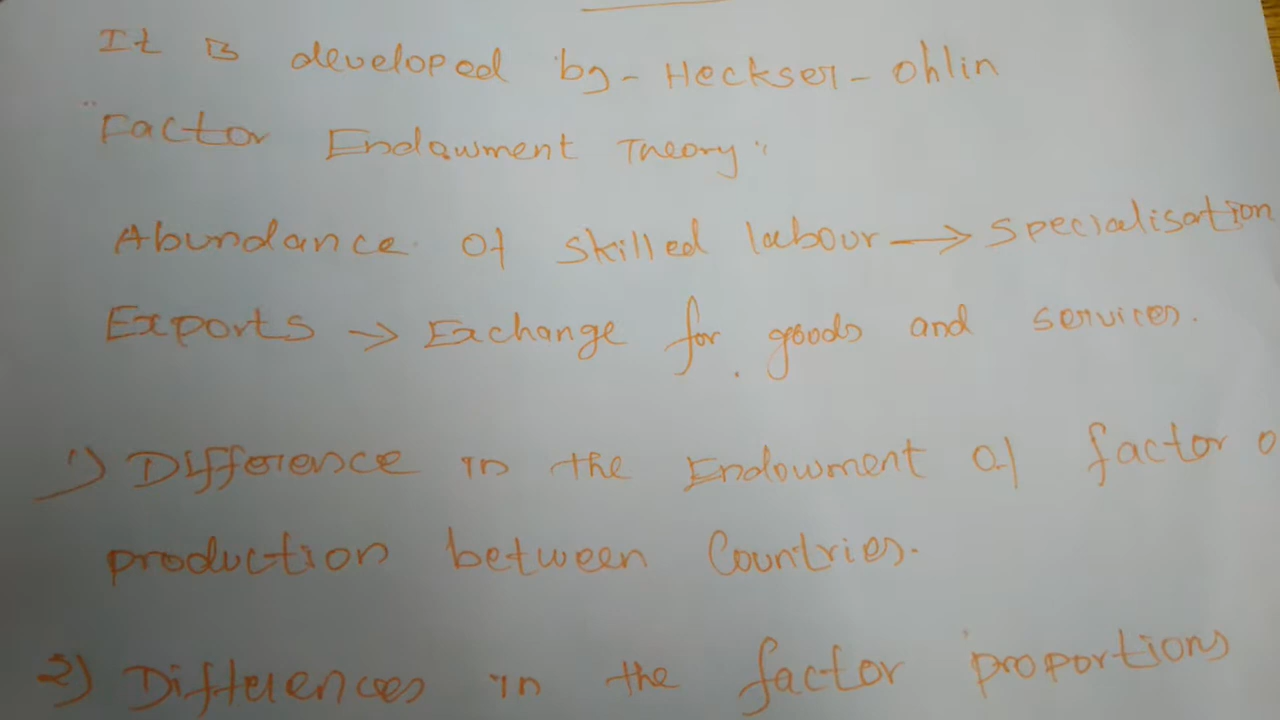 It is developed by - Heckser - ohlin
"Factor Endowment Theory"
Abundance of skilled labour → specialisation
Exports → Exchange for goods and services.
1) Difference in the Endowment of factor o
production between Countries.
2) Differences in the factor proportions